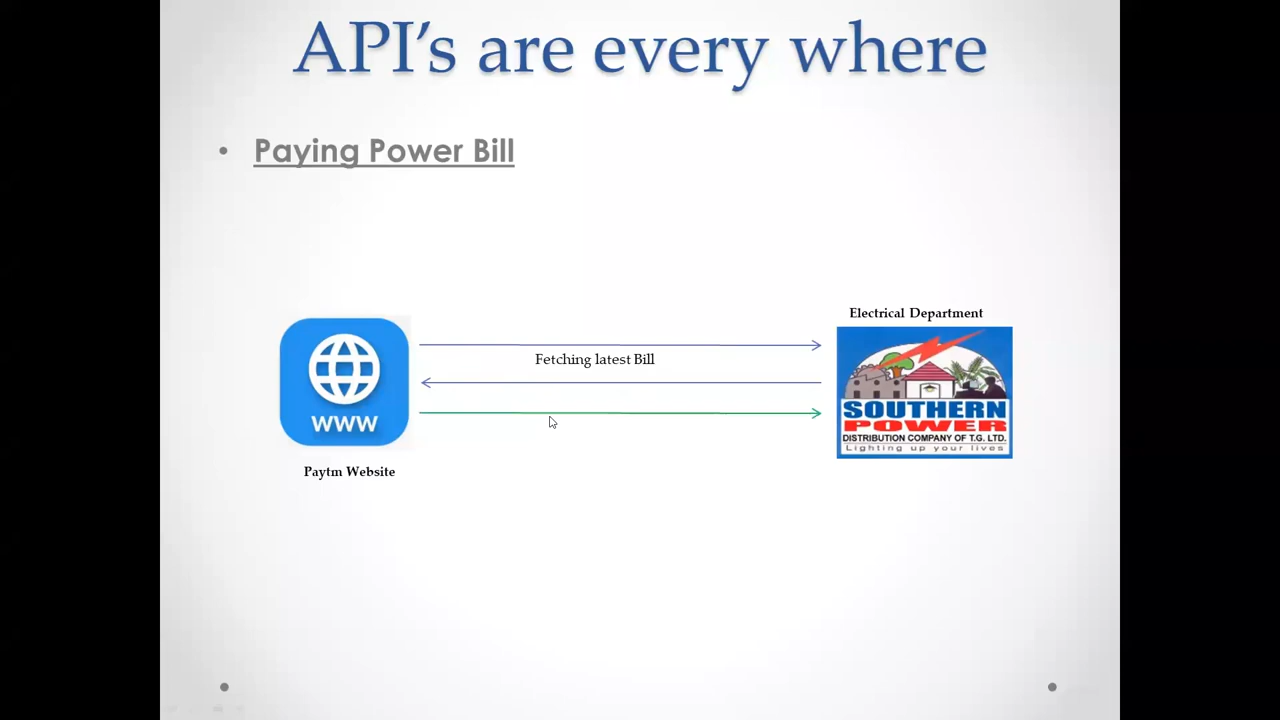 API's are every where
• Paying Power Bill
Electrical Department
Fetching latest Bill
WWW
SOUTHERN
POWER
DISTRIBUTION COMPANY OF T.G. LTD.
Lighting up your lives
Paytm Website